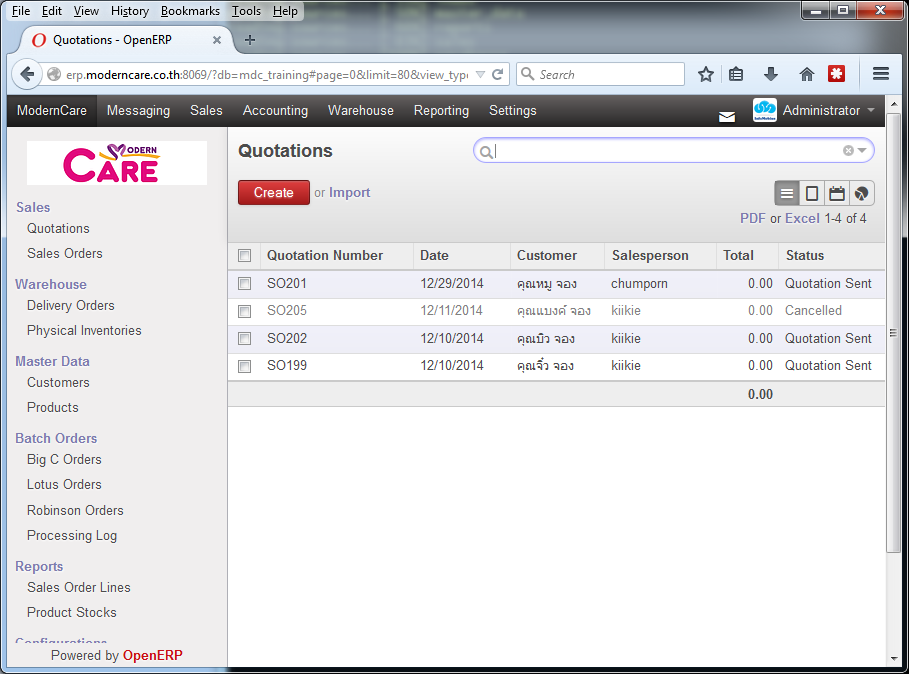 File Edit View History Bookmarks Tools Help
Quotations - OpenERP
erp.moderncare.co.th:8069/?db=mdc_training#page=0&limit=80&view_type
Search
ModernCare Messaging Sales Accounting Warehouse Reporting Settings Administrator
MODERN
CARE
Sales
Quotations
Sales Orders
Warehouse
Delivery Orders
Physical Inventories
Master Data
Customers
Products
Batch Orders
Big C Orders
Lotus Orders
Robinson Orders
Processing Log
Reports
Sales Order Lines
Product Stocks
Configurations
Powered by OpenERP
Quotations
Create or Import
PDF or Excel 1-4 of 4
Quotation Number Date Customer Salesperson Total Status
SO201 12/29/2014 คุณหมู จอง chumporn 0.00 Quotation Sent
SO205 12/11/2014 คุณแบงค์ จอง kiikie 0.00 Cancelled
SO202 12/10/2014 คุณบิว จอง kiikie 0.00 Quotation Sent
SO199 12/10/2014 คุณจิ๋ว จอง kiikie 0.00 Quotation Sent
0.00